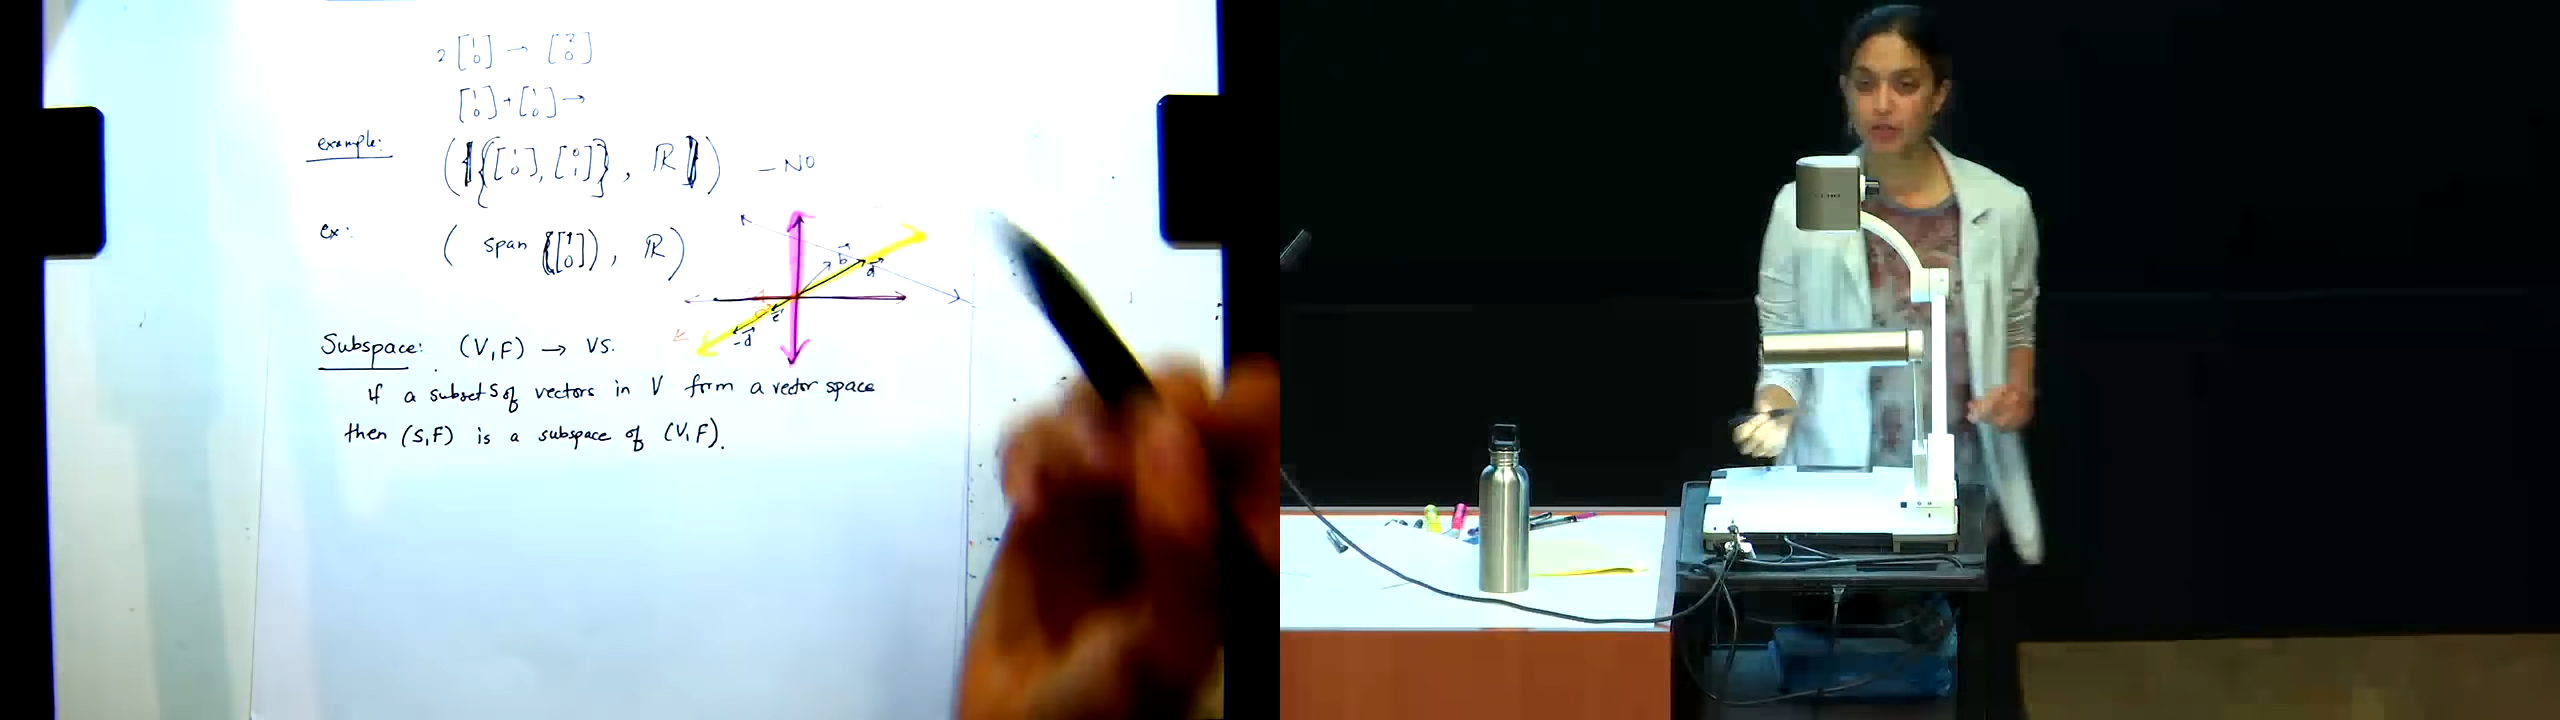 2 [1 0] → [2 0]
[1 0] + [1 0] →
example: ({[1 0], [0 1]}, ℝ) – NO
ex: ( span ([1 0]), ℝ)
b⃗
a⃗
c⃗
-d⃗
Subspace: (V, F) → VS.
If a subset S of vectors in V form a vector space
then (S, F) is a subspace of (V, F).